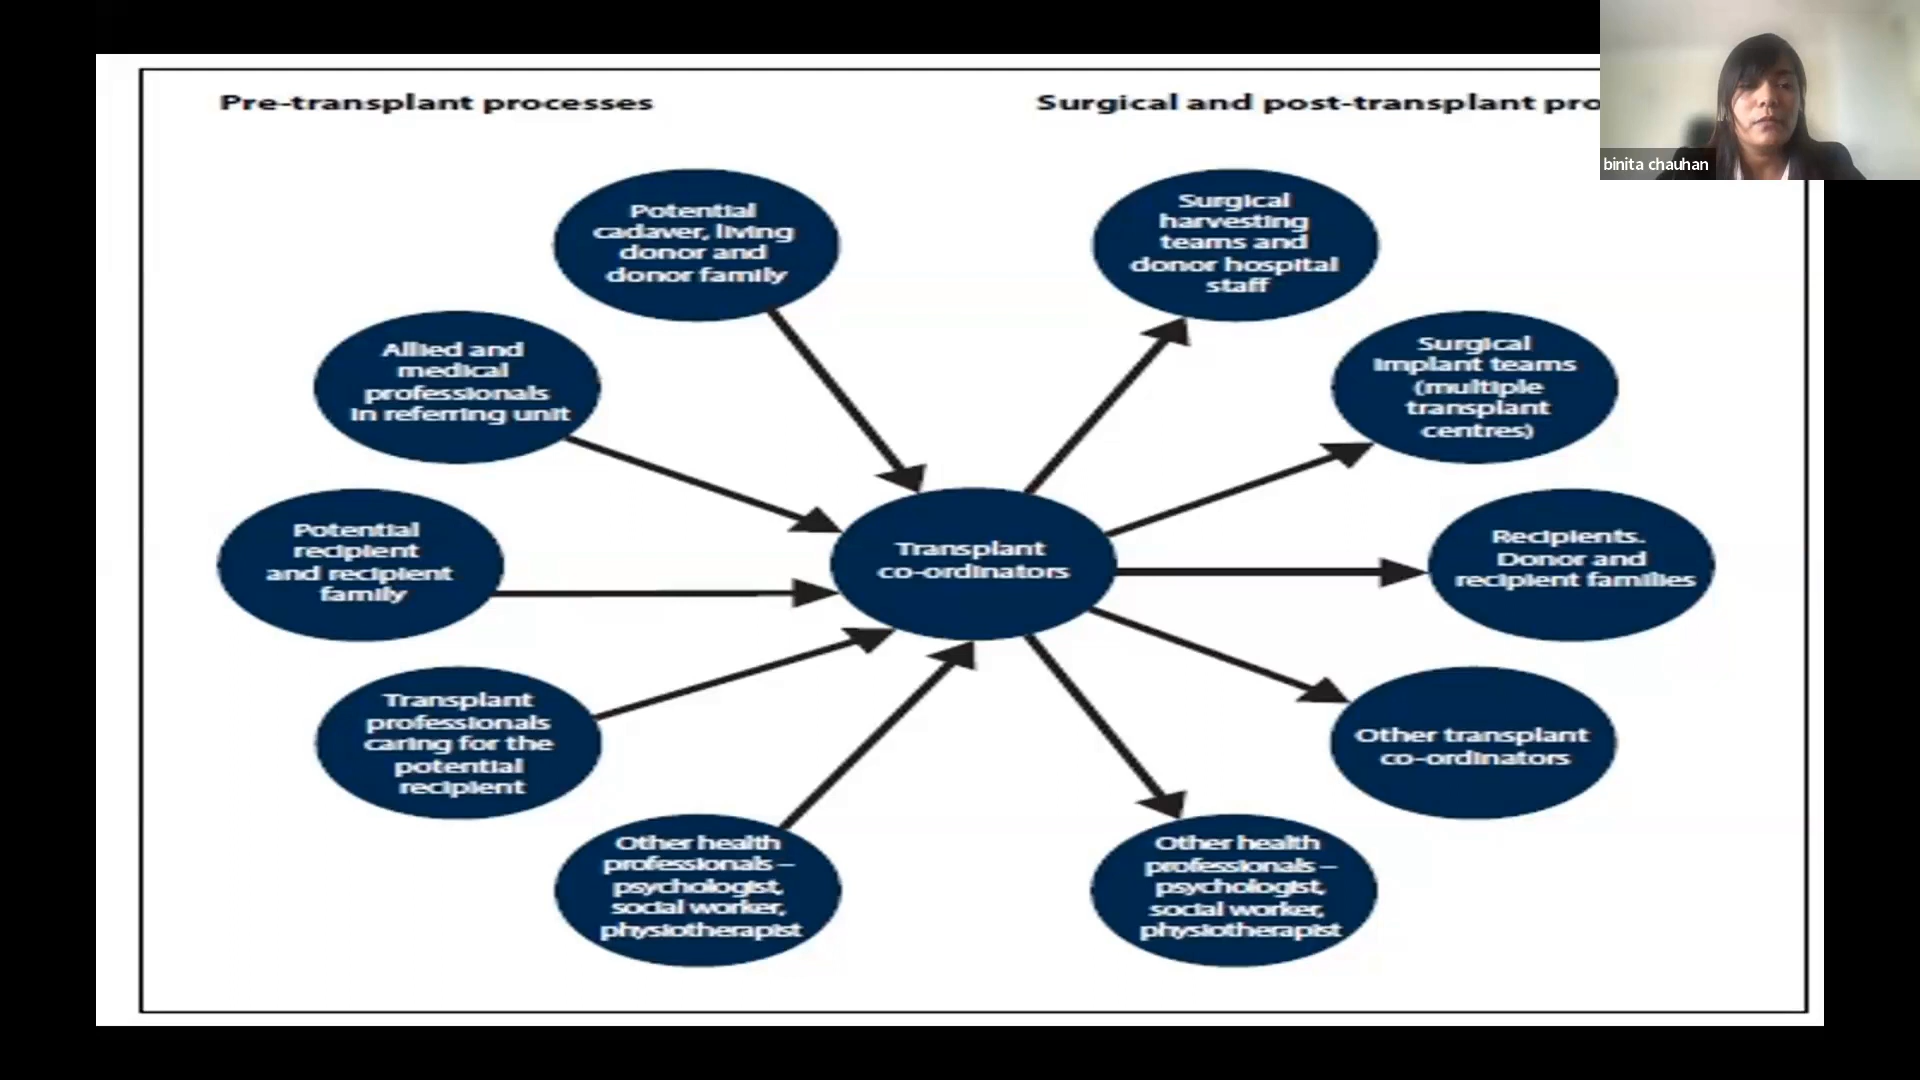 Pre-transplant processes
Surgical and post-transplant pro
binita chauhan
Potential
cadaver, living
donor and
donor family
Surgical
harvesting
teams and
donor hospital
staff
Allied and
medical
professionals
in referring unit
Surgical
implant teams
(multiple
transplant
centres)
Potential
recipient
and recipient
family
Transplant
co-ordinators
Recipients.
Donor and
recipient families
Transplant
professionals
caring for the
potential
recipient
Other transplant
co-ordinators
Other health
professionals –
psychologist,
social worker,
physiotherapist
Other health
professionals –
psychologist,
social worker,
physiotherapist